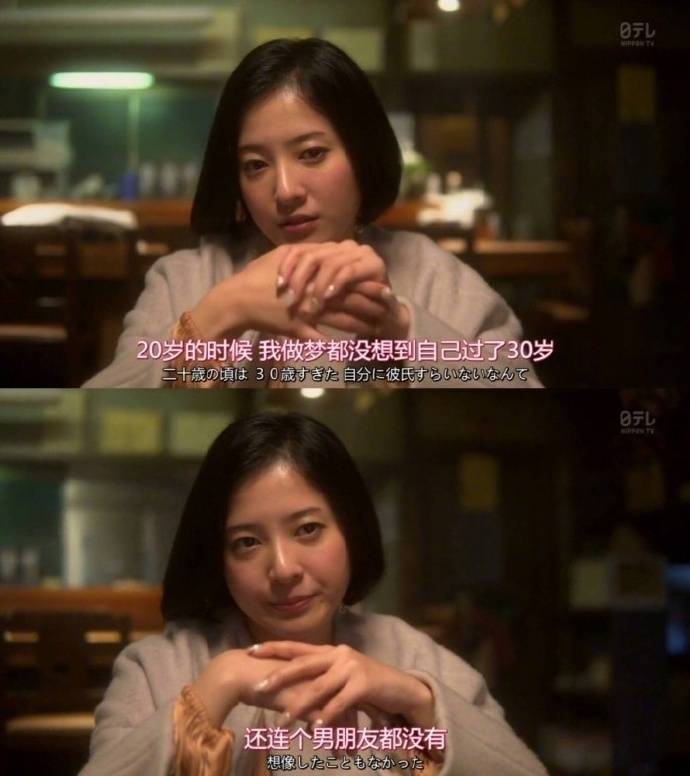 日テレ
NIPPON TV
20岁的时候 我做梦都没想到自己过了30岁
二十歳の頃は 30歳すぎた 自分に彼氏すらいないなんて
日テレ
NIPPON TV
还连个男朋友都没有
想像したこともなかった